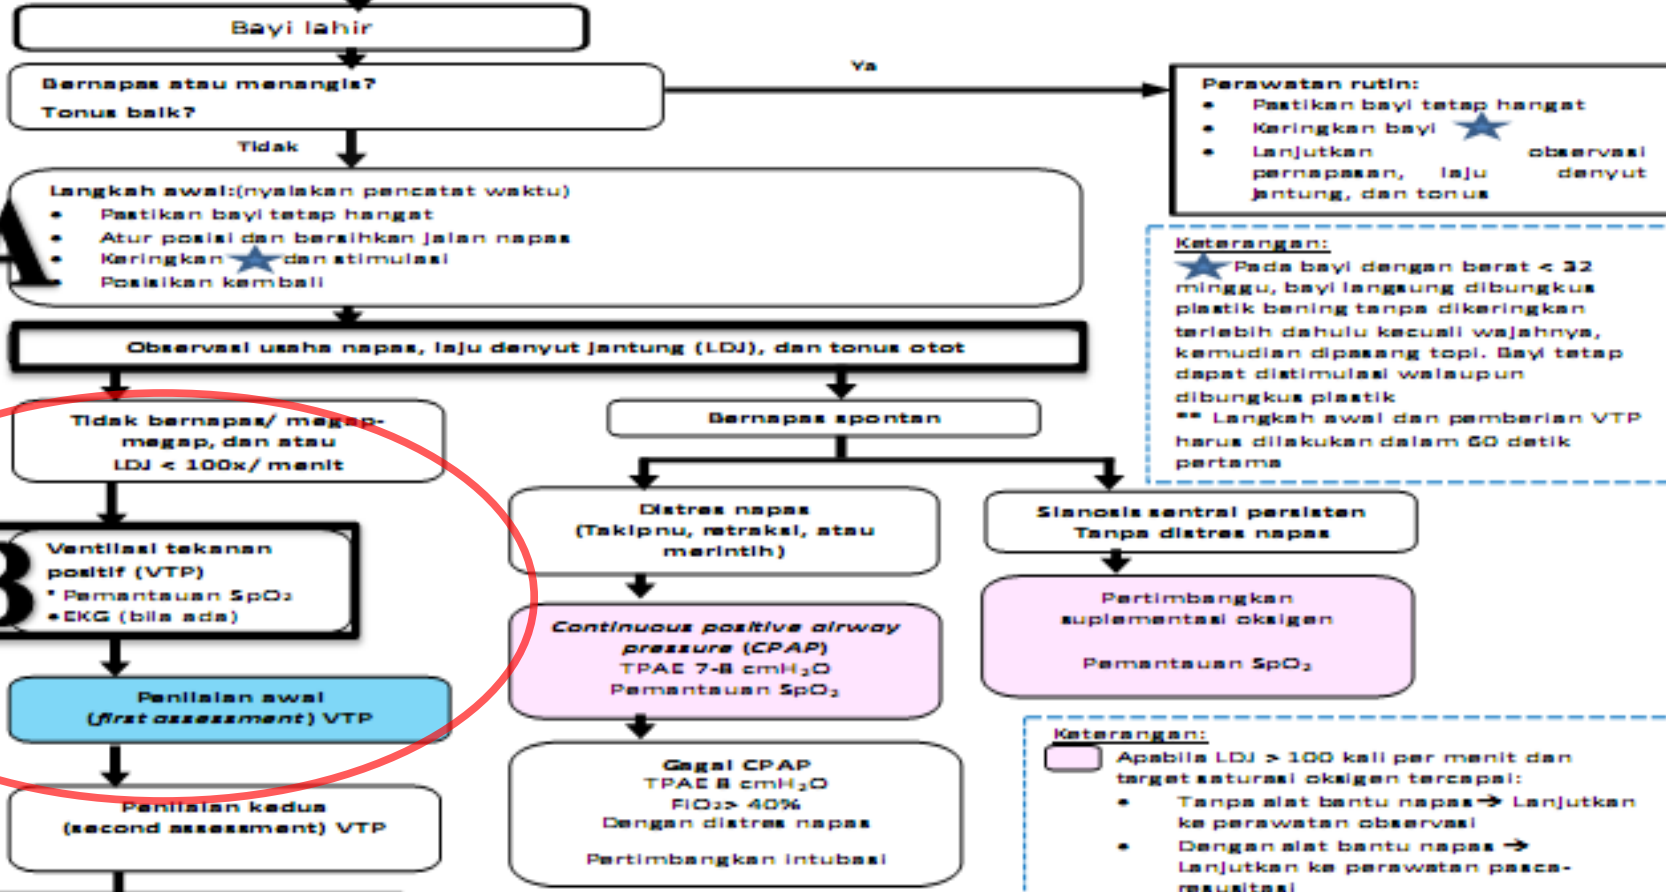 Bayi lahir
Bernapas atau menangis?
Tonus baik?
Ya
Tidak
Perawatan rutin:
• Pastikan bayi tetap hangat
• Keringkan bayi
• Lanjutkan observasi
pernapasan, laju denyut
jantung, dan tonus
A
Langkah awal:(nyalakan pencatat waktu)
• Pastikan bayi tetap hangat
• Atur posisi dan bersihkan jalan napas
• Keringkan dan stimulasi
• Posisikan kembali
Keterangan:
Pada bayi dengan berat < 32
minggu, bayi langsung dibungkus
plastik bening tanpa dikeringkan
terlebih dahulu kecuali wajahnya,
kemudian dipasang topi. Bayi tetap
dapat distimulasi walaupun
dibungkus plastik
** Langkah awal dan pemberian VTP
harus dilakukan dalam 60 detik
pertama
Observasi usaha napas, laju denyut jantung (LDJ), dan tonus otot
Tidak bernapas/ megap-
megap, dan atau
LDJ < 100x/ menit
B
Ventilasi tekanan
positif (VTP)
* Pemantauan SpO₂
•EKG (bila ada)
Penilaian awal
(first assessment) VTP
Penilaian kedua
(second assessment) VTP
Bernapas spontan
Distres napas
(Takipnu, retraksi, atau
merintih)
Continuous positive airway
pressure (CPAP)
TPAE 7-8 cmH₂O
Pemantauan SpO₂
Gagal CPAP
TPAE 8 cmH₂O
FiO₂> 40%
Dengan distres napas
Pertimbangkan intubasi
Sianosis sentral persisten
Tanpa distres napas
Pertimbangkan
suplementasi oksigen
Pemantauan SpO₂
Keterangan:
Apabila LDJ > 100 kali per menit dan
target saturasi oksigen tercapai:
• Tanpa alat bantu napas→ Lanjutkan
ke perawatan observasi
• Dengan alat bantu napas →
Lanjutkan ke perawatan pasca-
resusitasi